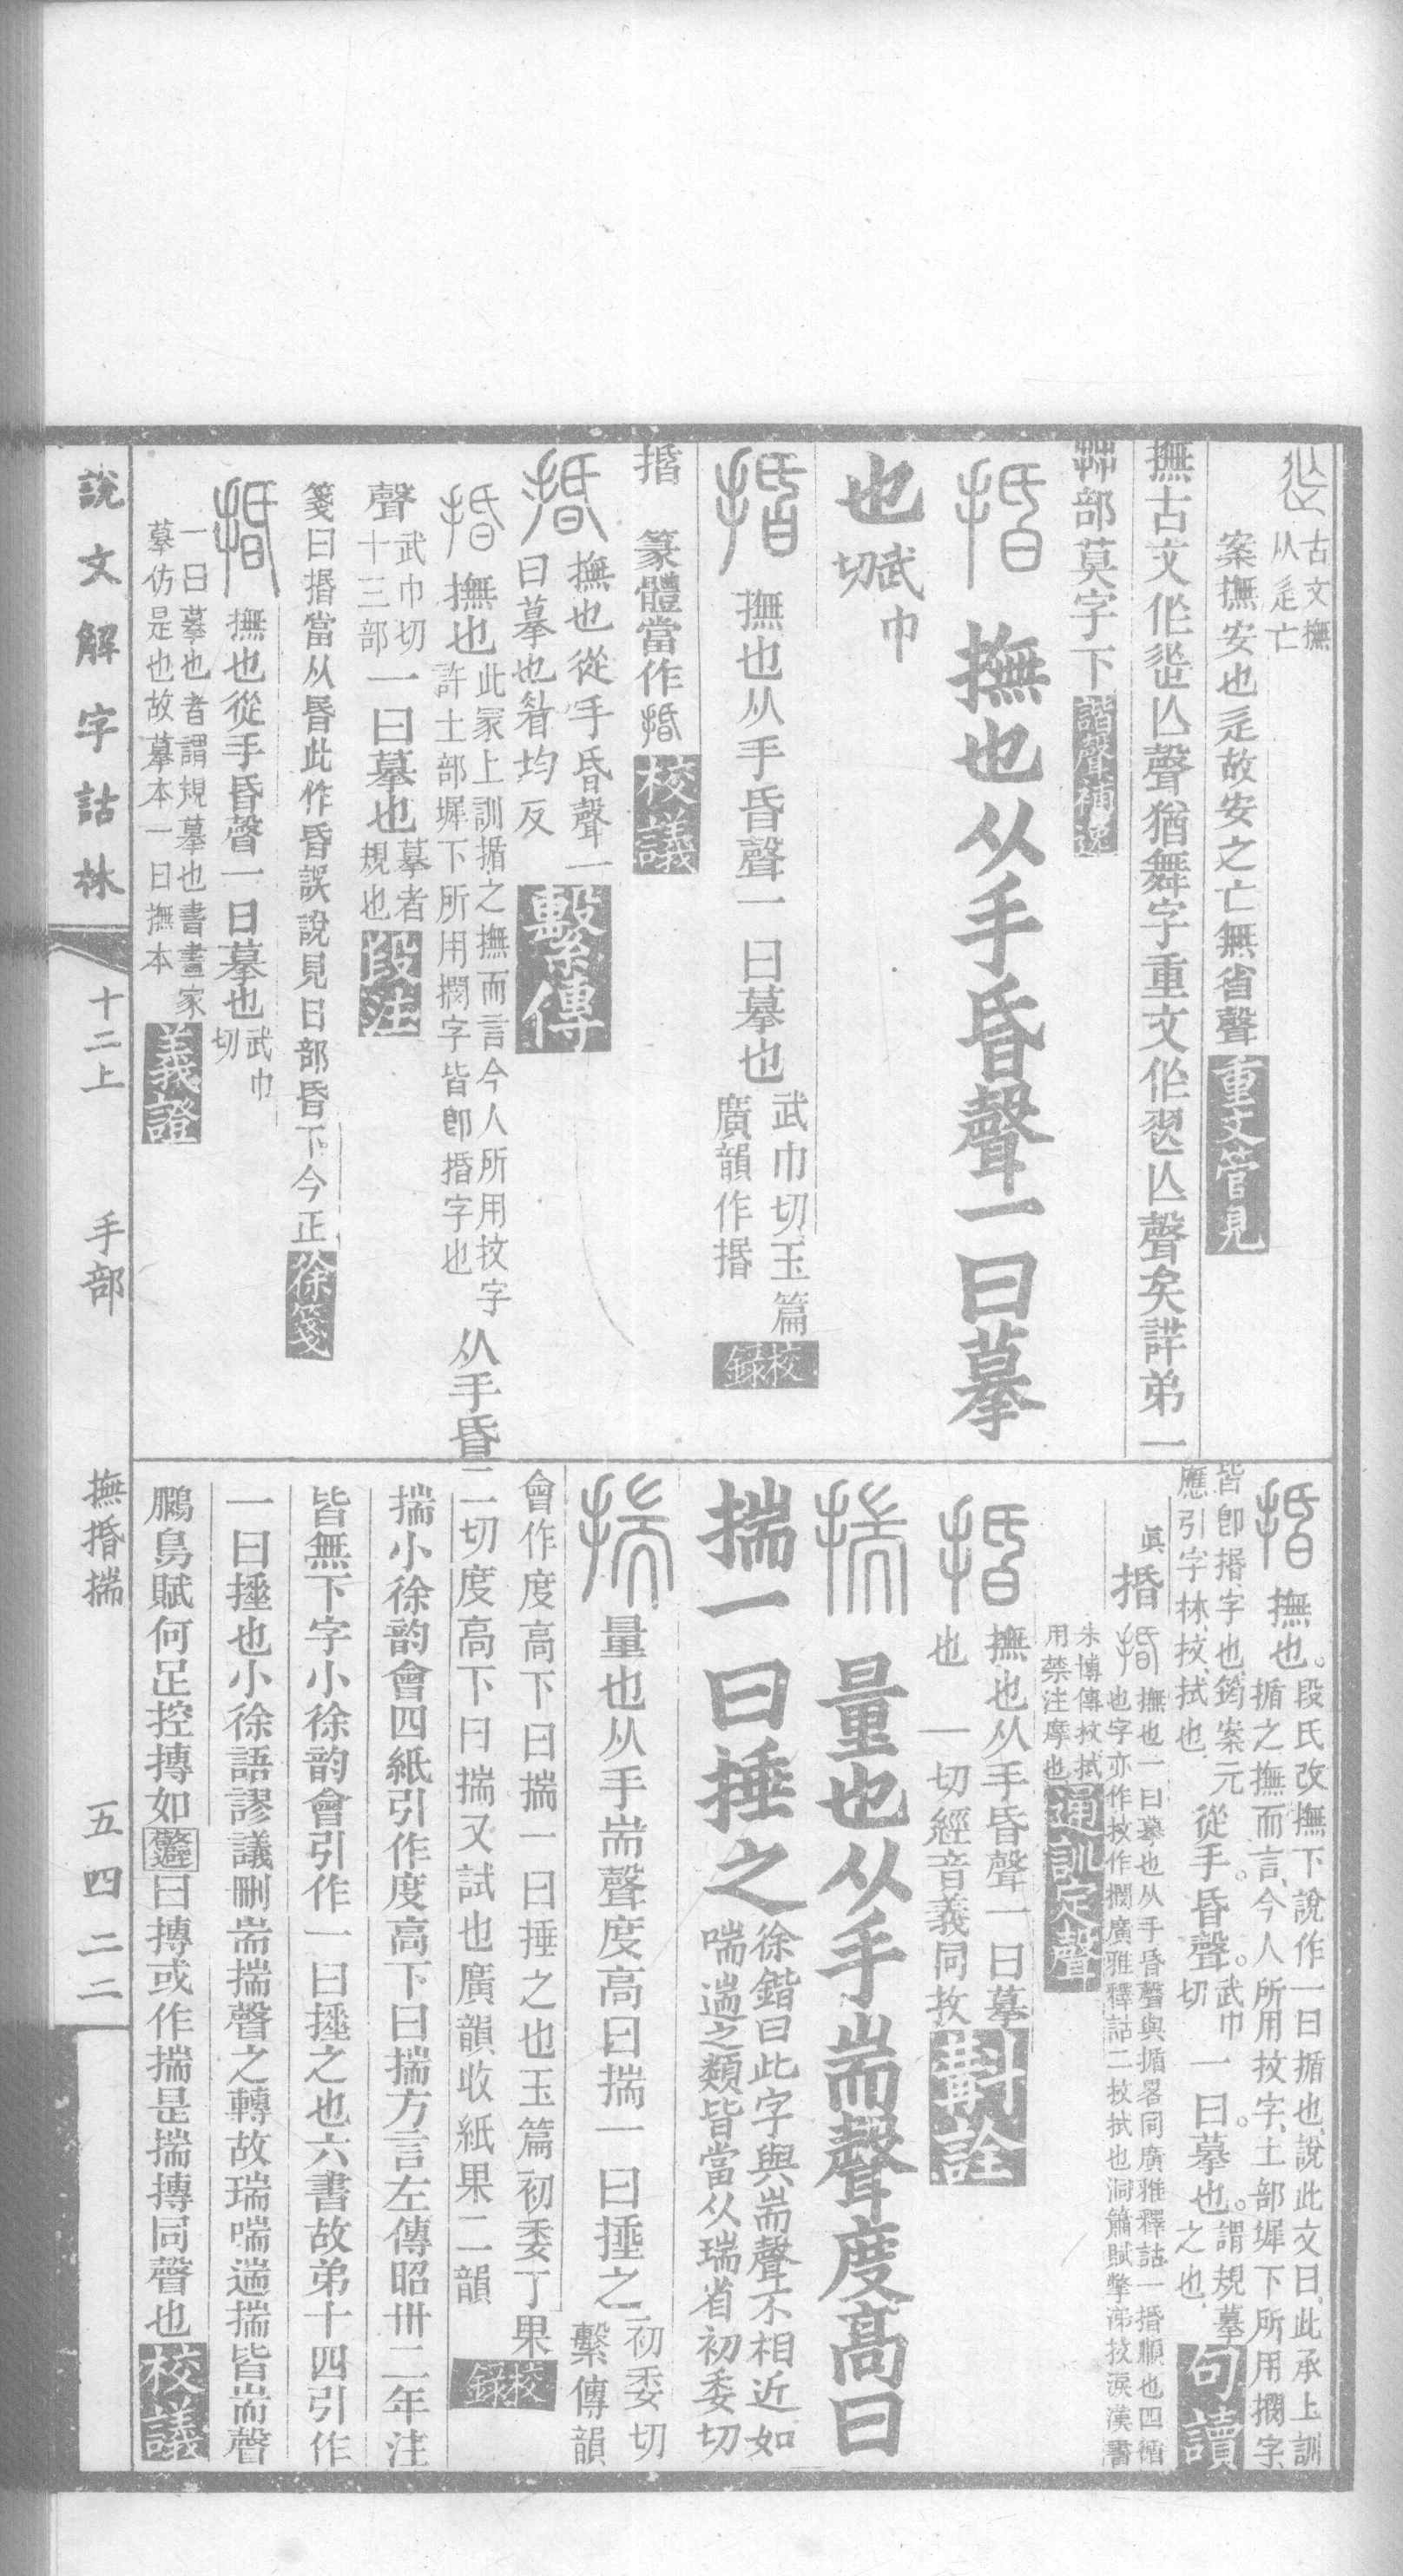 古文撫
从辵亡
案撫安也辵故安之亡無省聲 重文管見
撫古文作𨒪亾聲猶舞字重文作𦐀亾聲矣詳弟一
茻部莫字下 諧聲補逸
撫也从手昏聲一曰摹
也 武巾切
撫也从手昏聲一曰摹也 武巾切玉篇
廣韻作捪 校錄
捪 篆體當作㨉 校議
撫也從手昏聲一
曰摹也眉均反 繫傳
撫也 此冡上訓揗之撫而言今人所用抆字
許土部墀下所用㨉字皆卽捪字也 从手昏
聲 武巾切
十三部 一曰摹也 摹者
規也 段注
箋曰捪當从昬此作昏誤說見日部昏下今正 徐箋
撫也從手昏聲一曰摹也 武巾
切
一曰摹也者謂規摹也書畫家
摹仿是也故摹本一曰撫本 義證
說文解字詁林 十二上 手部 撫捪揣 五四二二
撫也。段氏改撫下說作一曰揗也、說此文曰、此承上訓
揗之撫而言、今人所用抆字、土部墀下所用㨉字、
皆卽捪字也、筠案、元
應引字林、抆、拭也 從手。昏聲。武巾
切 一曰。摹也。謂規摹
之也、 句讀
捪 撫也一曰摹也从手昏聲與揗畧同廣雅釋詁一捪順也四循
也字亦作抆作㨉廣雅釋詁二抆拭也洞簫賦撆涕抆淚漢書
朱博傳抆拭
用禁注摩也 通訓定聲
撫也从手昏聲一曰摹
也 一切經音義同抆 斠詮
量也从手耑聲度高曰
揣一曰捶之 徐鍇曰此字與耑聲不相近如
喘遄之類皆當从瑞省初委切
量也从手耑聲度高曰揣一曰捶之 初委切
繫傳韻
會作度高下曰揣一曰捶之也玉篇初委丁果
二切度高下曰揣又試也廣韻收紙果二韻 校錄
揣小徐韵會四紙引作度高下曰揣方言左傳昭卅二年注
皆無下字小徐韵會引作一曰捶之也六書故弟十四引作
一曰捶也小徐語謬議刪耑揣聲之轉故瑞喘遄揣皆耑聲
鵩鳥賦何足控摶如曰摶或作揣是揣摶同聲也 校議